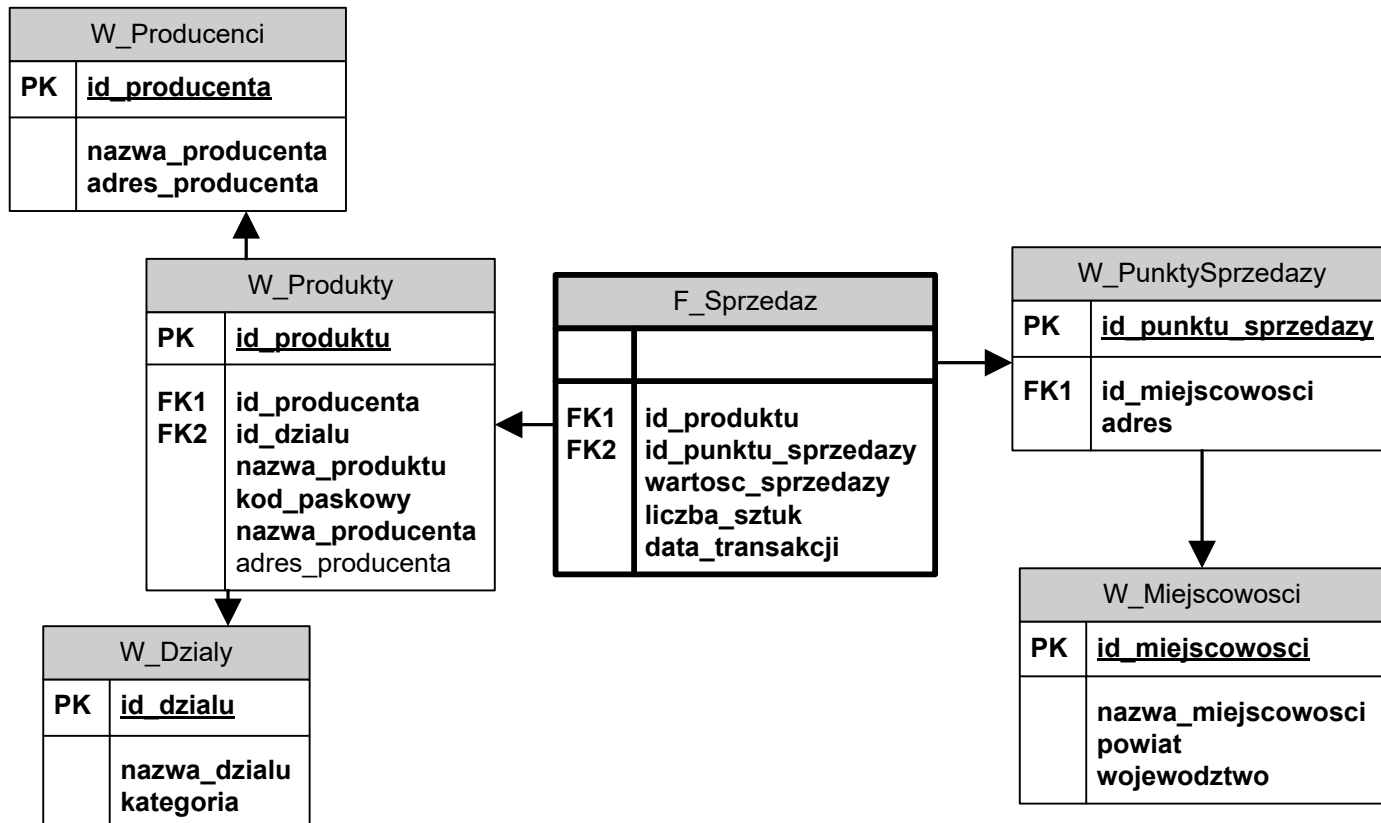 W_Producenci
PK id_producenta
nazwa_producenta
adres_producenta
W_Produkty
PK id_produktu
FK1 id_producenta
FK2 id_dzialu
nazwa_produktu
kod_paskowy
nazwa_producenta
adres_producenta
W_Dzialy
PK id_dzialu
nazwa_dzialu
kategoria
F_Sprzedaz
FK1 id_produktu
FK2 id_punktu_sprzedazy
wartosc_sprzedazy
liczba_sztuk
data_transakcji
W_PunktySprzedazy
PK id_punktu_sprzedazy
FK1 id_miejscowosci
adres
W_Miejscowosci
PK id_miejscowosci
nazwa_miejscowosci
powiat
wojewodztwo